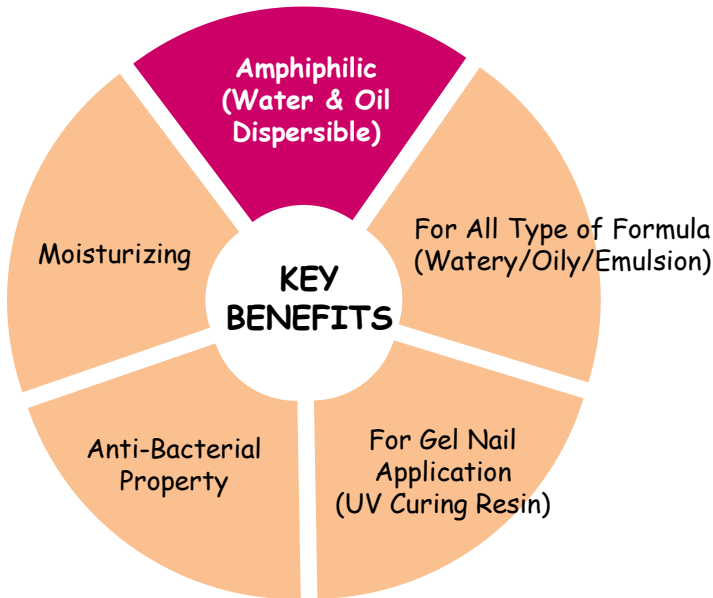 Amphiphilic
(Water & Oil
Dispersible)
For All Type of Formula
(Watery/Oily/Emulsion)
Moisturizing
KEY
BENEFITS
Anti-Bacterial
Property
For Gel Nail
Application
(UV Curing Resin)